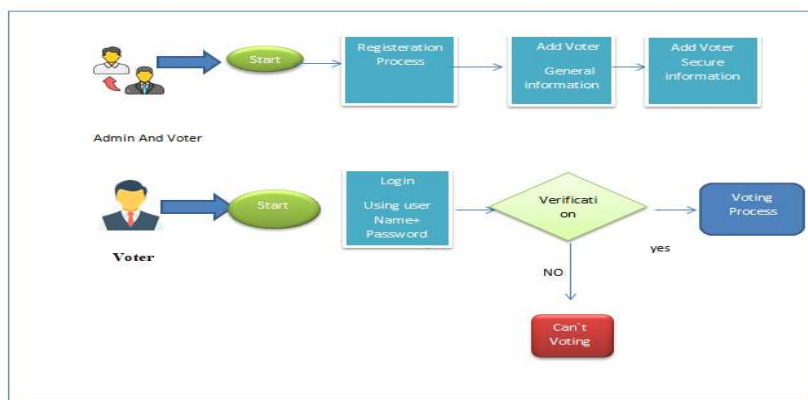 Start
Registeration
Process
Add Voter
General
information
Add Voter
Secure
information
Admin And Voter
Start
Login
Using user
Name+
Password
Verificati
on
Voting
Process
Voter
yes
NO
Can`t
Voting